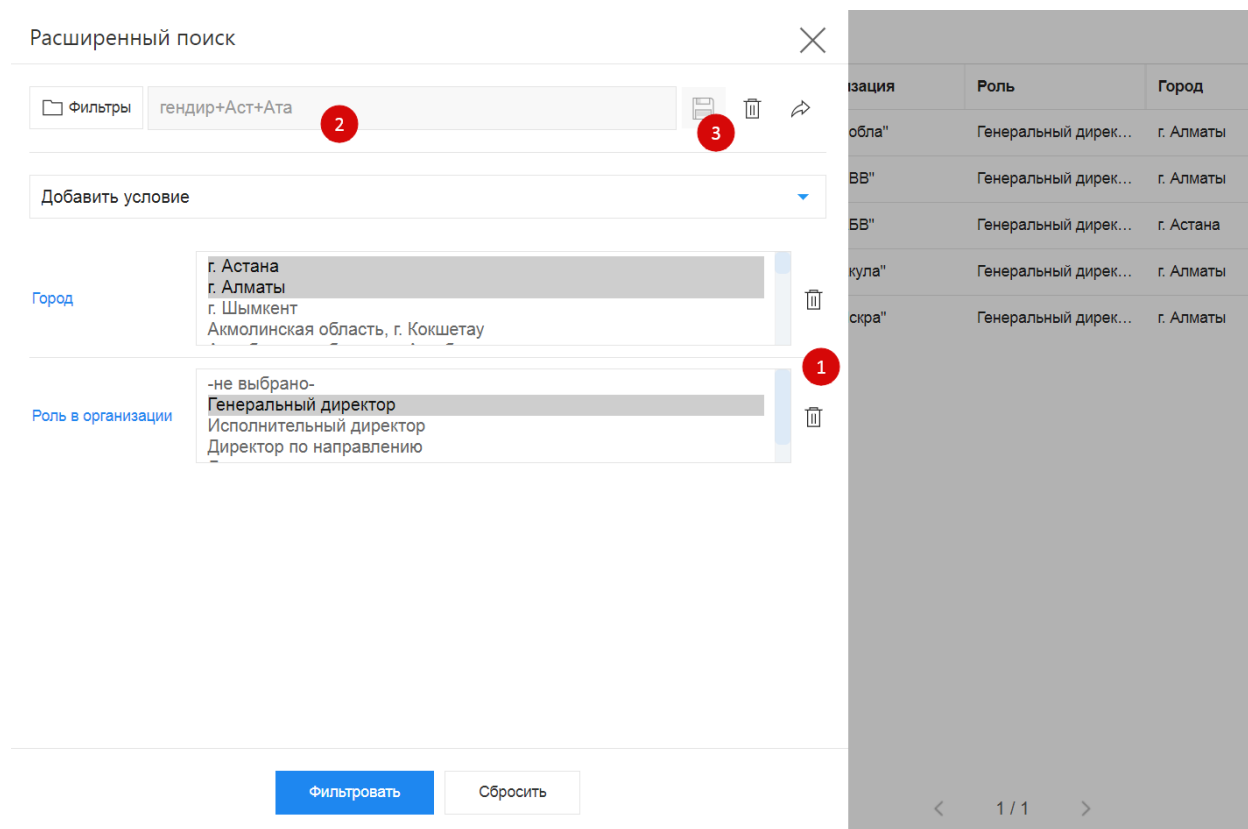 Расширенный поиск
Фильтры
гендир+Аст+Ата
2
3
Добавить условие
Город
г. Астана
г. Алматы
г. Шымкент
Акмолинская область, г. Кокшетау
1
Роль в организации
-не выбрано-
Генеральный директор
Исполнительный директор
Директор по направлению
Фильтровать
Сбросить
изация Роль Город
обла" Генеральный дирек... г. Алматы
ВВ" Генеральный дирек... г. Алматы
БВ" Генеральный дирек... г. Астана
кула" Генеральный дирек... г. Алматы
скра" Генеральный дирек... г. Алматы
1 / 1